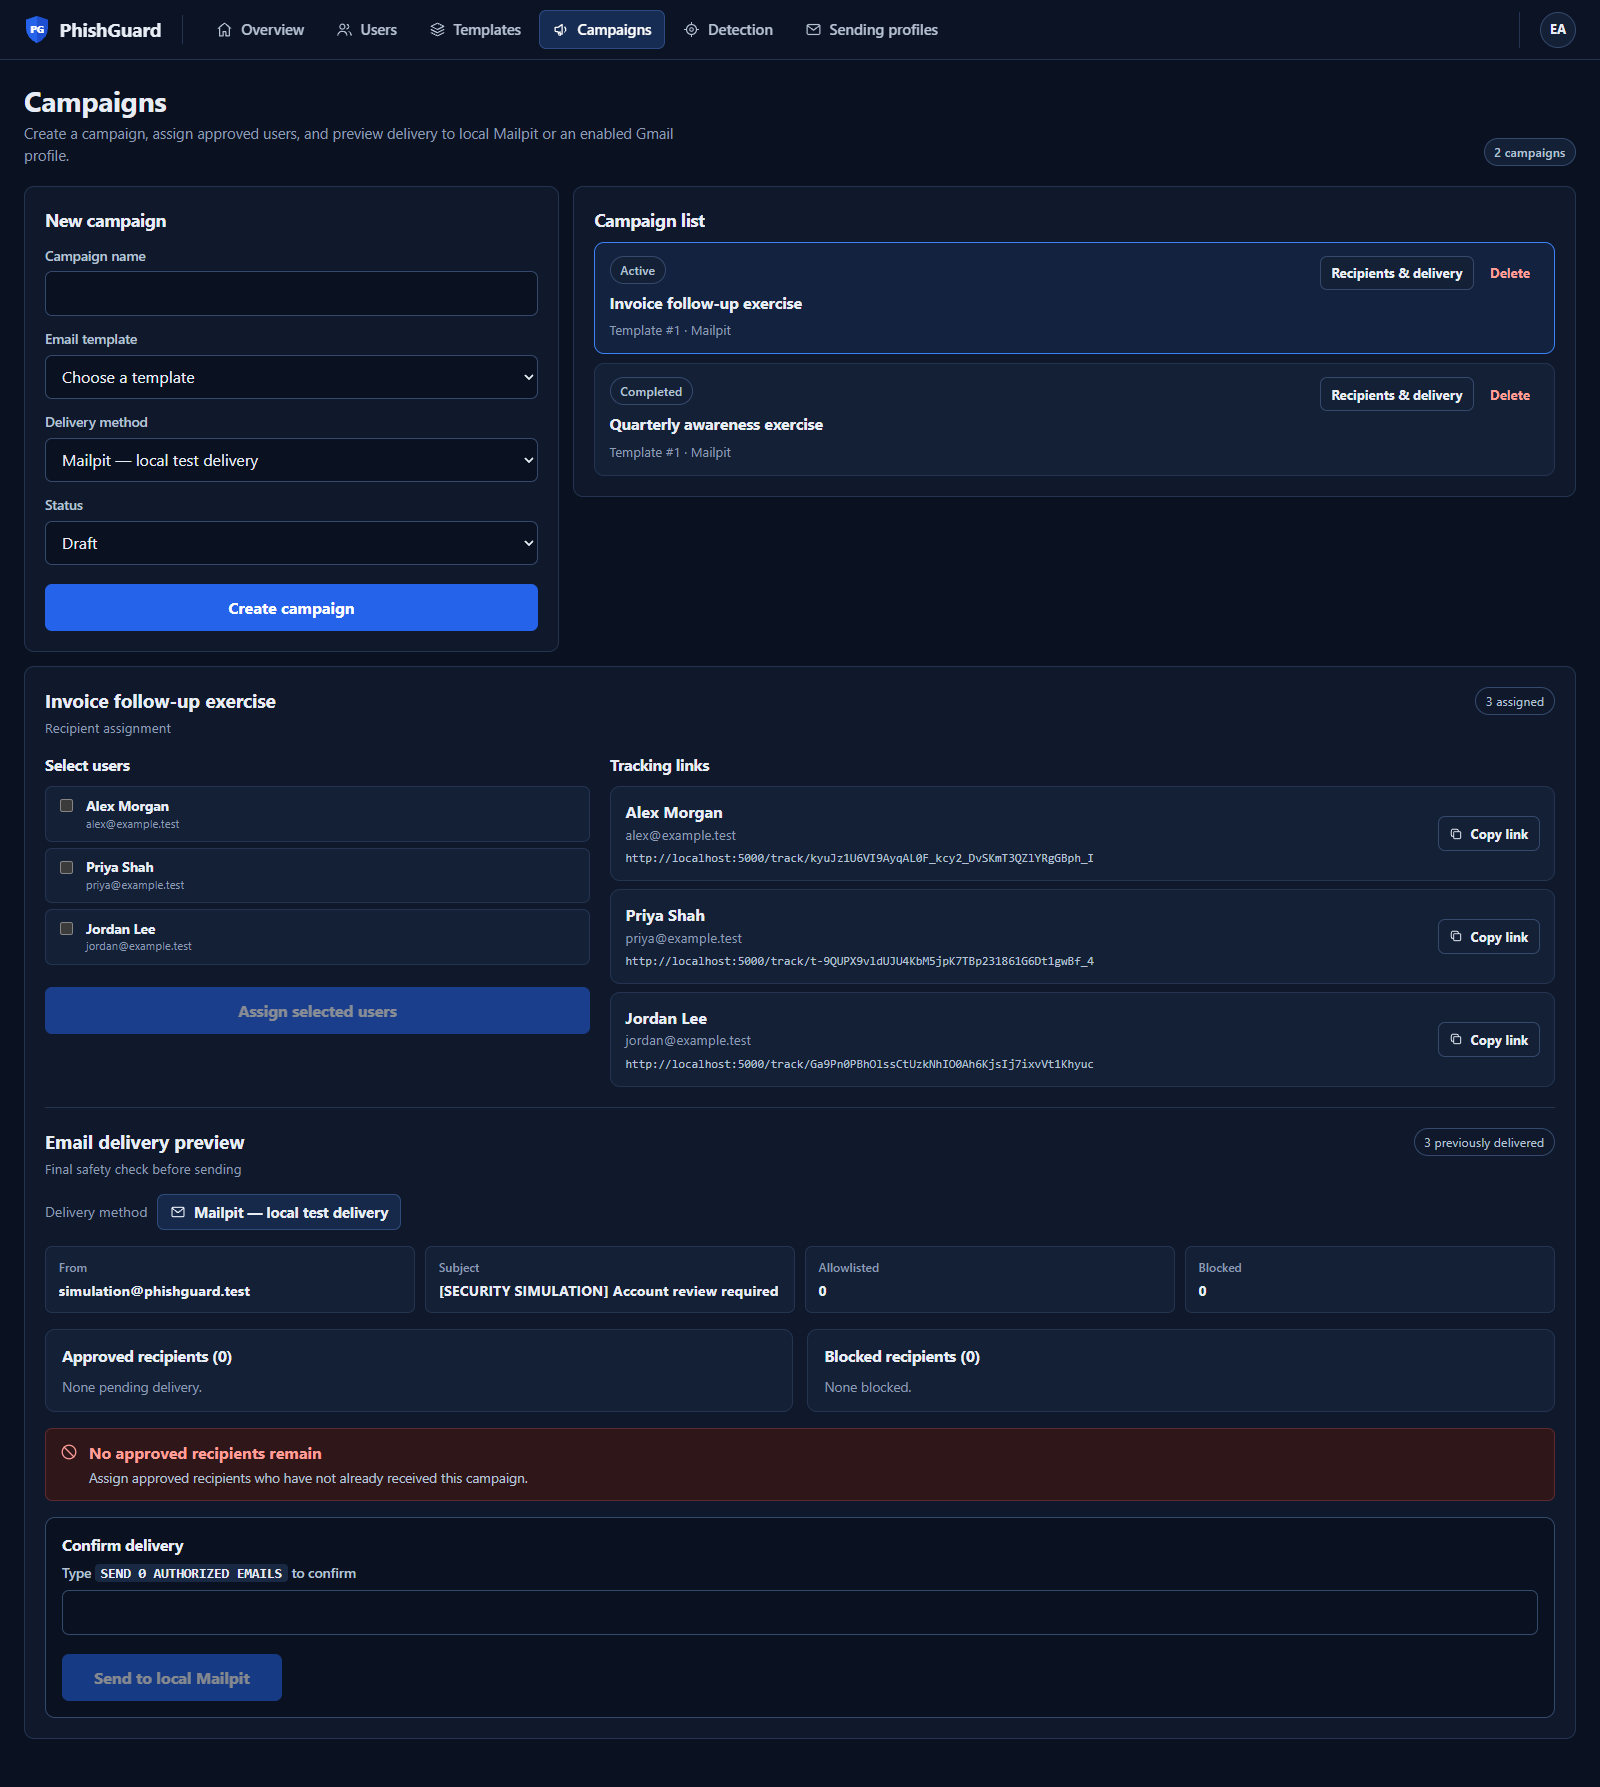 PG PhishGuard
Overview
Users
Templates
Campaigns
Detection
Sending profiles
EA
Campaigns
Create a campaign, assign approved users, and preview delivery to local Mailpit or an enabled Gmail
profile.
2 campaigns
New campaign
Campaign name
Email template
Choose a template
Delivery method
Mailpit — local test delivery
Status
Draft
Create campaign
Campaign list
Active
Recipients & delivery
Delete
Invoice follow-up exercise
Template #1 · Mailpit
Completed
Recipients & delivery
Delete
Quarterly awareness exercise
Template #1 · Mailpit
Invoice follow-up exercise
3 assigned
Recipient assignment
Select users
Alex Morgan
alex@example.test
Priya Shah
priya@example.test
Jordan Lee
jordan@example.test
Assign selected users
Tracking links
Alex Morgan
alex@example.test
http://localhost:5000/track/kyuJz1U6VI9AyqAL0F_kcy2_DvSKmT3QZlYRgGBph_I
Copy link
Priya Shah
priya@example.test
http://localhost:5000/track/t-9QUPX9vldUJU4KbM5jpK7TBp231861G6Dt1gwBf_4
Copy link
Jordan Lee
jordan@example.test
http://localhost:5000/track/Ga9Pn0PBhOlssCtUzkNhIO0Ah6KjsIj7ixvVt1Khyuc
Copy link
Email delivery preview
3 previously delivered
Final safety check before sending
Delivery method
Mailpit — local test delivery
From
simulation@phishguard.test
Subject
[SECURITY SIMULATION] Account review required
Allowlisted
0
Blocked
0
Approved recipients (0)
None pending delivery.
Blocked recipients (0)
None blocked.
No approved recipients remain
Assign approved recipients who have not already received this campaign.
Confirm delivery
Type SEND 0 AUTHORIZED EMAILS to confirm
Send to local Mailpit